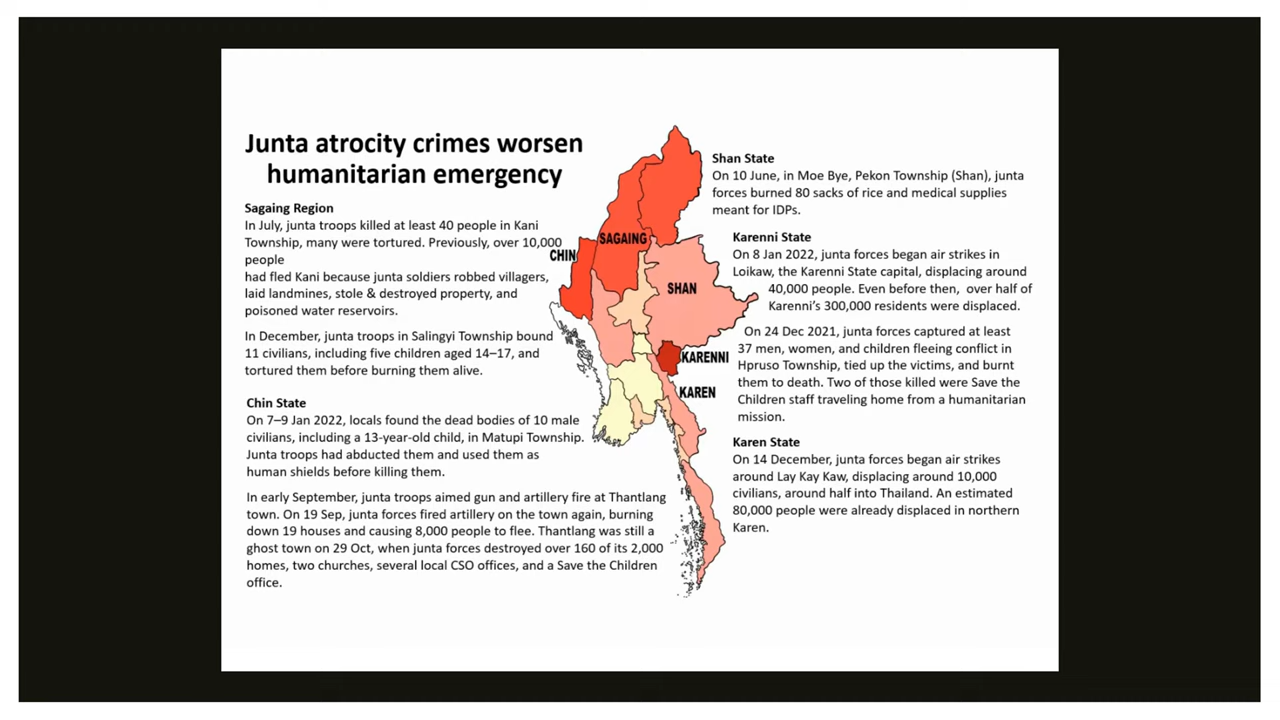 Junta atrocity crimes worsen
humanitarian emergency
Sagaing Region
In July, junta troops killed at least 40 people in Kani
Township, many were tortured. Previously, over 10,000
people
had fled Kani because junta soldiers robbed villagers,
laid landmines, stole & destroyed property, and
poisoned water reservoirs.
In December, junta troops in Salingyi Township bound
11 civilians, including five children aged 14–17, and
tortured them before burning them alive.
Chin State
On 7–9 Jan 2022, locals found the dead bodies of 10 male
civilians, including a 13-year-old child, in Matupi Township.
Junta troops had abducted them and used them as
human shields before killing them.
In early September, junta troops aimed gun and artillery fire at Thantlang
town. On 19 Sep, junta forces fired artillery on the town again, burning
down 19 houses and causing 8,000 people to flee. Thantlang was still a
ghost town on 29 Oct, when junta forces destroyed over 160 of its 2,000
homes, two churches, several local CSO offices, and a Save the Children
office.
CHIN
SAGAING
SHAN
KARENNI
KAREN
Shan State
On 10 June, in Moe Bye, Pekon Township (Shan), junta
forces burned 80 sacks of rice and medical supplies
meant for IDPs.
Karenni State
On 8 Jan 2022, junta forces began air strikes in
Loikaw, the Karenni State capital, displacing around
40,000 people. Even before then, over half of
Karenni’s 300,000 residents were displaced.
On 24 Dec 2021, junta forces captured at least
37 men, women, and children fleeing conflict in
Hpruso Township, tied up the victims, and burnt
them to death. Two of those killed were Save the
Children staff traveling home from a humanitarian
mission.
Karen State
On 14 December, junta forces began air strikes
around Lay Kay Kaw, displacing around 10,000
civilians, around half into Thailand. An estimated
80,000 people were already displaced in northern
Karen.